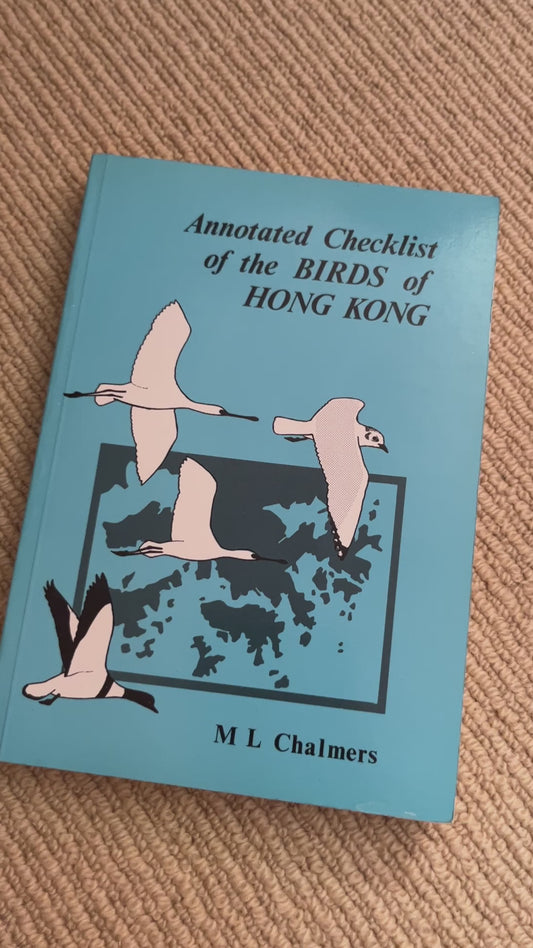 Annotated Checklist
of the BIRDS of
HONG KONG
M L Chalmers